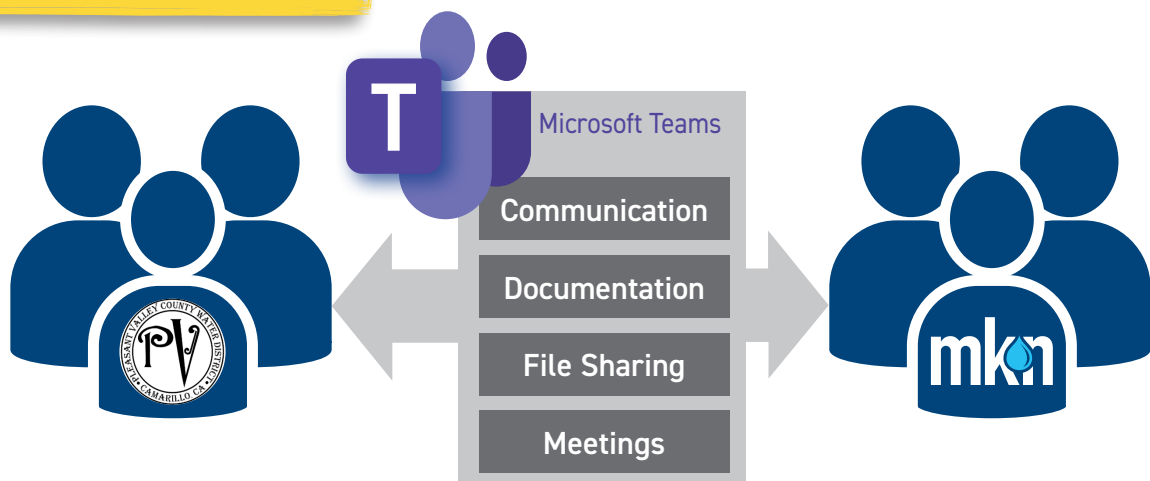 T
Microsoft Teams
Communication
Documentation
File Sharing
Meetings
PLEASANT VALLEY COUNTY WATER DISTRICT
PV
CAMARILLO CA
mkn